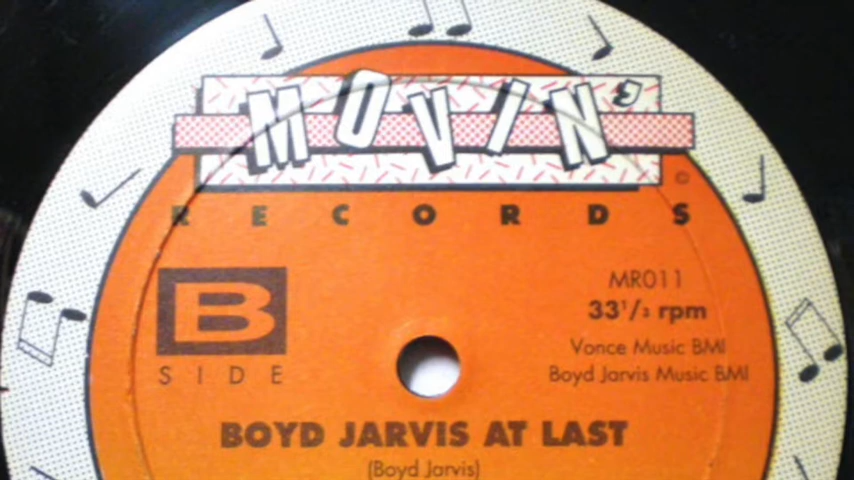 MOVIN'
©
RECORDS
B
SIDE
MR011
33⅓ rpm
Vonce Music BMI
Boyd Jarvis Music BMI
BOYD JARVIS AT LAST
(Boyd Jarvis)